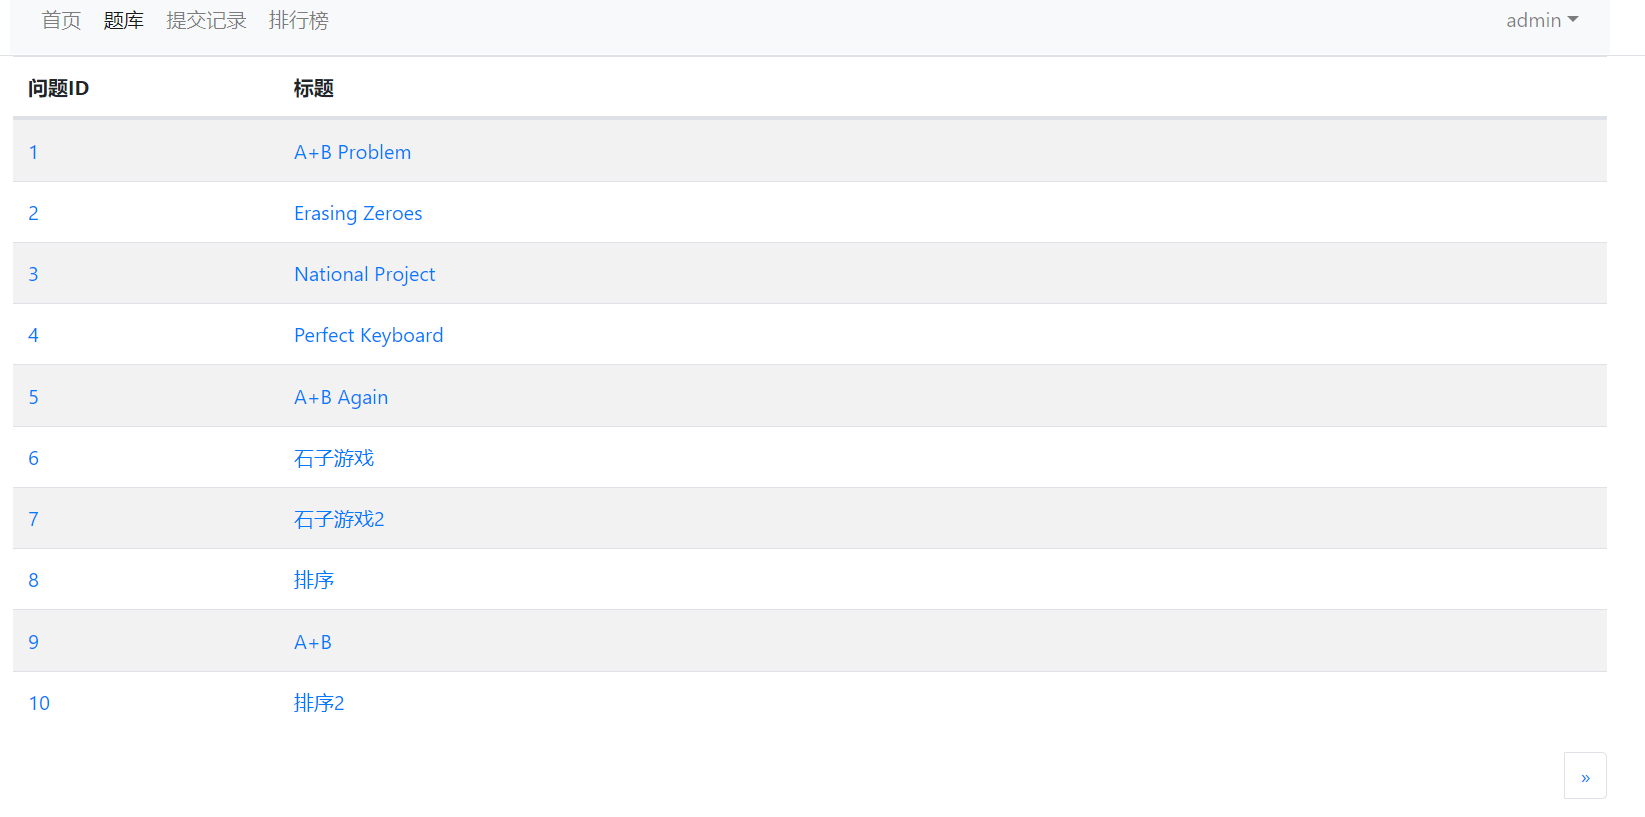 首页 题库 提交记录 排行榜 admin
问题ID 标题
1 A+B Problem
2 Erasing Zeroes
3 National Project
4 Perfect Keyboard
5 A+B Again
6 石子游戏
7 石子游戏2
8 排序
9 A+B
10 排序2
»